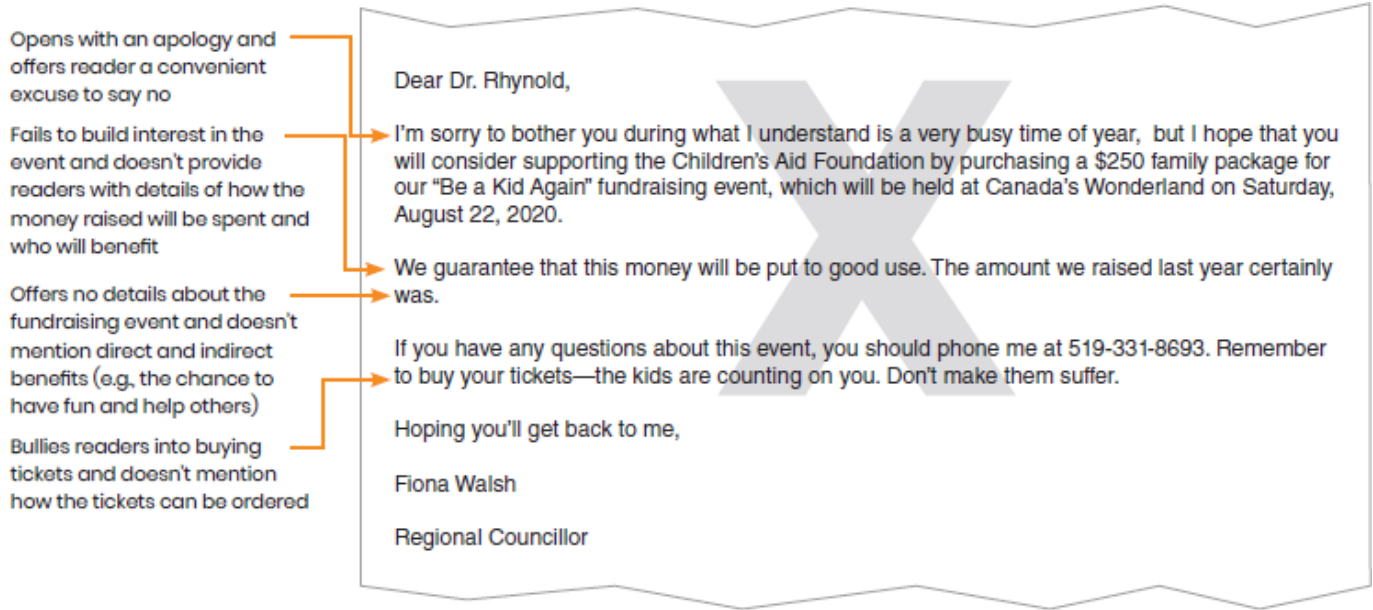 Opens with an apology and
offers reader a convenient
excuse to say no
Fails to build interest in the
event and doesn't provide
readers with details of how the
money raised will be spent and
who will benefit
Offers no details about the
fundraising event and doesn't
mention direct and indirect
benefits (e.g., the chance to
have fun and help others)
Bullies readers into buying
tickets and doesn't mention
how the tickets can be ordered
Dear Dr. Rhynold,
I'm sorry to bother you during what I understand is a very busy time of year, but I hope that you
will consider supporting the Children's Aid Foundation by purchasing a $250 family package for
our “Be a Kid Again” fundraising event, which will be held at Canada's Wonderland on Saturday,
August 22, 2020.
We guarantee that this money will be put to good use. The amount we raised last year certainly
was.
If you have any questions about this event, you should phone me at 519-331-8693. Remember
to buy your tickets—the kids are counting on you. Don't make them suffer.
Hoping you'll get back to me,
Fiona Walsh
Regional Councillor
X